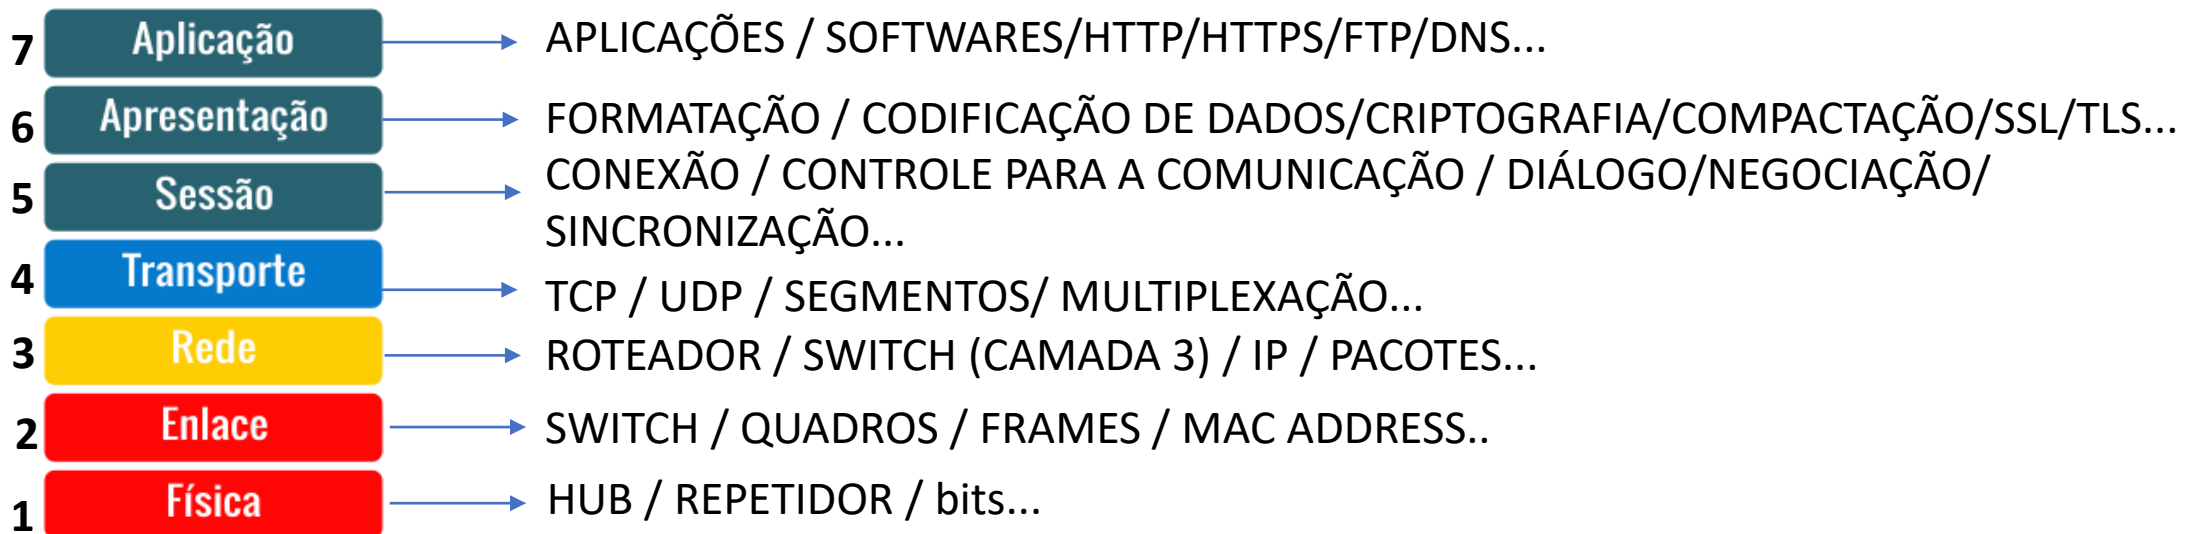 7 Aplicação APLICAÇÕES / SOFTWARES/HTTP/HTTPS/FTP/DNS...
6 Apresentação FORMATAÇÃO / CODIFICAÇÃO DE DADOS/CRIPTOGRAFIA/COMPACTAÇÃO/SSL/TLS...
5 Sessão CONEXÃO / CONTROLE PARA A COMUNICAÇÃO / DIÁLOGO/NEGOCIAÇÃO/
SINCRONIZAÇÃO...
4 Transporte TCP / UDP / SEGMENTOS/ MULTIPLEXAÇÃO...
3 Rede ROTEADOR / SWITCH (CAMADA 3) / IP / PACOTES...
2 Enlace SWITCH / QUADROS / FRAMES / MAC ADDRESS..
1 Física HUB / REPETIDOR / bits...